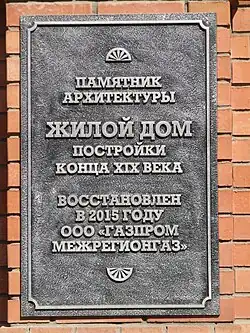 ПАМЯТНИК
АРХИТЕКТУРЫ
ЖИЛОЙ ДОМ
ПОСТРОЙКИ
КОНЦА XIX ВЕКА
ВОССТАНОВЛЕН
В 2015 ГОДУ
ООО «ГАЗПРОМ
МЕЖРЕГИОНГАЗ»